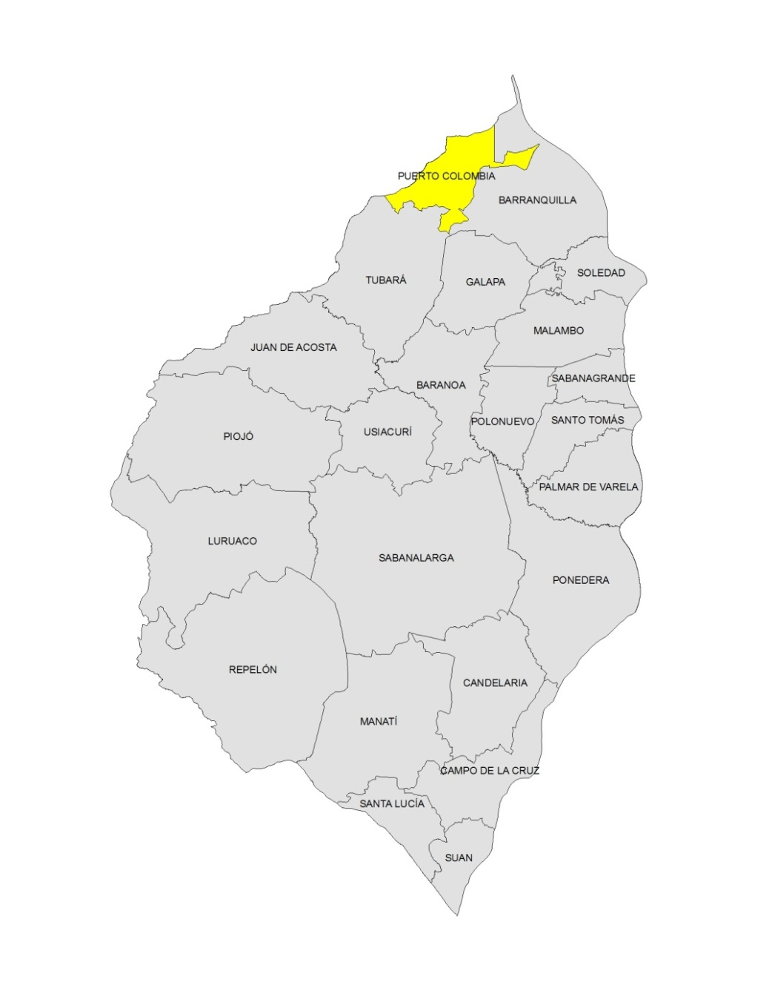 PUERTO COLOMBIA
BARRANQUILLA
SOLEDAD
TUBARÁ
GALAPA
MALAMBO
JUAN DE ACOSTA
SABANAGRANDE
BARANOA
SANTO TOMÁS
POLONUEVO
USIACURÍ
PIOJÓ
PALMAR DE VARELA
LURUACO
SABANALARGA
PONEDERA
REPELÓN
CANDELARIA
MANATÍ
CAMPO DE LA CRUZ
SANTA LUCÍA
SUAN